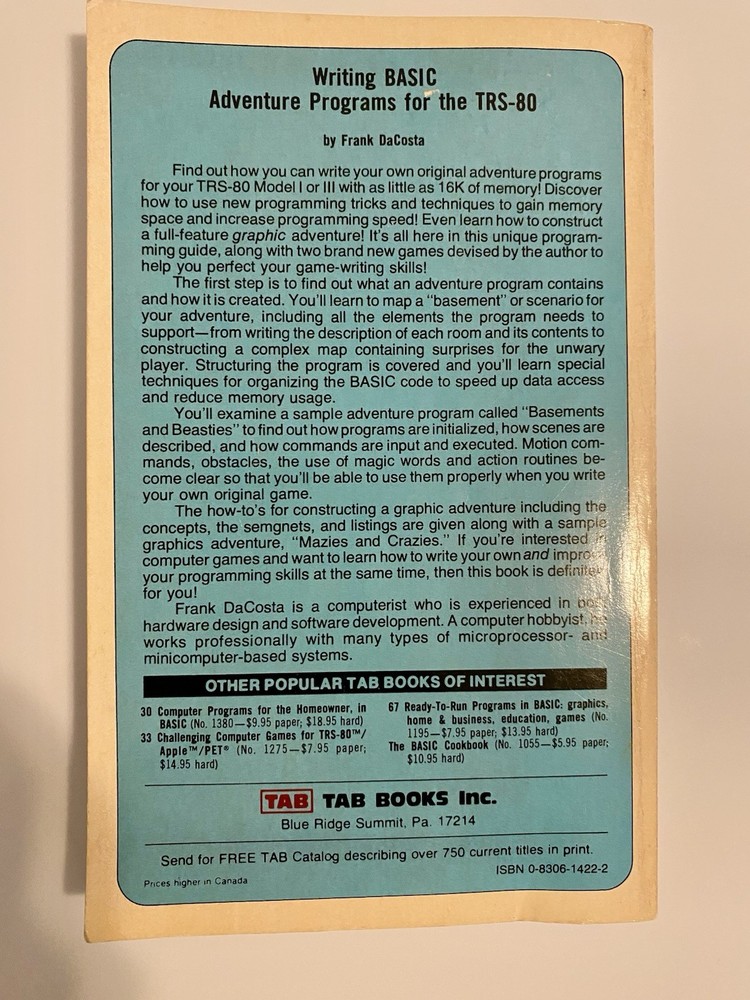 Writing BASIC
Adventure Programs for the TRS-80
by Frank DaCosta
Find out how you can write your own original adventure programs
for your TRS-80 Model I or III with as little as 16K of memory! Discover
how to use new programming tricks and techniques to gain memory
space and increase programming speed! Even learn how to construct
a full-feature graphic adventure! It's all here in this unique program-
ming guide, along with two brand new games devised by the author to
help you perfect your game-writing skills!
The first step is to find out what an adventure program contains
and how it is created. You'll learn to map a "basement" or scenario for
your adventure, including all the elements the program needs to
support—from writing the description of each room and its contents to
constructing a complex map containing surprises for the unwary
player. Structuring the program is covered and you'll learn special
techniques for organizing the BASIC code to speed up data access
and reduce memory usage.
You'll examine a sample adventure program called "Basements
and Beasties" to find out how programs are initialized, how scenes are
described, and how commands are input and executed. Motion com-
mands, obstacles, the use of magic words and action routines be-
come clear so that you'll be able to use them properly when you write
your own original game.
The how-to's for constructing a graphic adventure including the
concepts, the semgnets, and listings are given along with a sample
graphics adventure, "Mazies and Crazies." If you're interested in
computer games and want to learn how to write your own and improve
your programming skills at the same time, then this book is definitely
for you!
Frank DaCosta is a computerist who is experienced in both
hardware design and software development. A computer hobbyist, he
works professionally with many types of microprocessor- and
minicomputer-based systems.
OTHER POPULAR TAB BOOKS OF INTEREST
30 Computer Programs for the Homeowner, in
BASIC (No. 1380—$9.95 paper; $18.95 hard)
33 Challenging Computer Games for TRS-80™/
Apple™/PET® (No. 1275—$7.95 paper;
$14.95 hard)
67 Ready-To-Run Programs in BASIC: graphics,
home & business, education, games (No.
1195—$7.95 paper; $13.95 hard)
The BASIC Cookbook (No. 1055—$5.95 paper;
$10.95 hard)
TAB TAB BOOKS Inc.
Blue Ridge Summit, Pa. 17214
Send for FREE TAB Catalog describing over 750 current titles in print.
Prices higher in Canada
ISBN 0-8306-1422-2